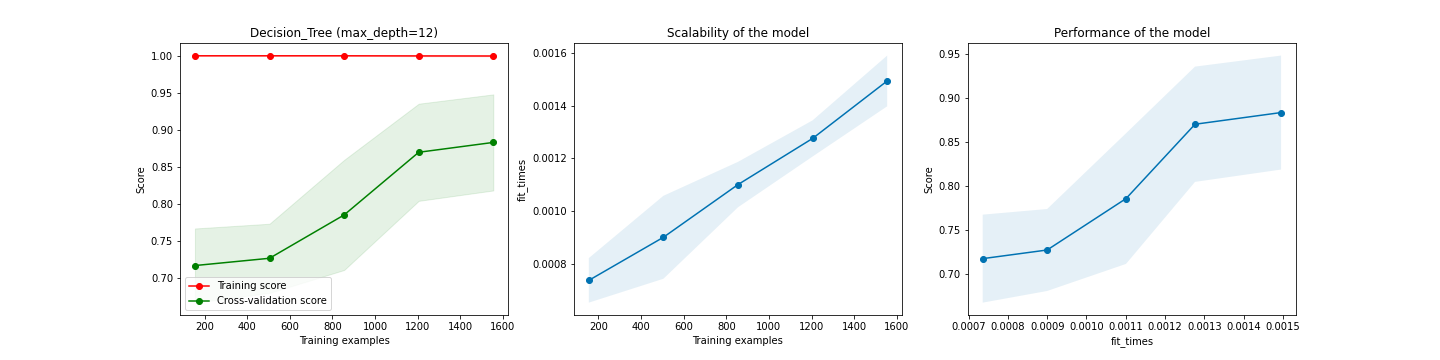 Decision_Tree (max_depth=12)
1.00
0.95
0.90
0.85
0.80
0.75
0.70
Score
Training score
Cross-validation score
200 400 600 800 1000 1200 1400 1600
Training examples
Scalability of the model
0.0016
0.0014
0.0012
0.0010
0.0008
fit_times
200 400 600 800 1000 1200 1400 1600
Training examples
Performance of the model
0.95
0.90
0.85
0.80
0.75
0.70
Score
0.0007 0.0008 0.0009 0.0010 0.0011 0.0012 0.0013 0.0014 0.0015
fit_times